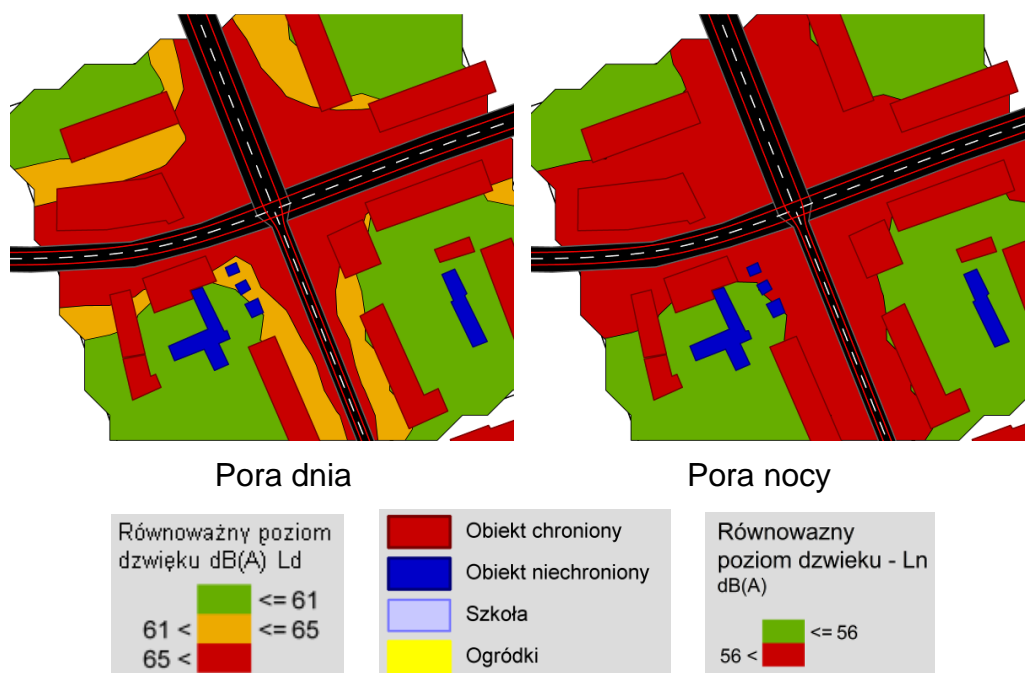 Pora dnia
Pora nocy
Równoważny poziom
dzwięku dB(A) Ld
<= 61
61 <
<= 65
65 <
Obiekt chroniony
Obiekt niechroniony
Szkoła
Ogródki
Równowazny
poziom dzwieku - Ln
dB(A)
<= 56
56 <